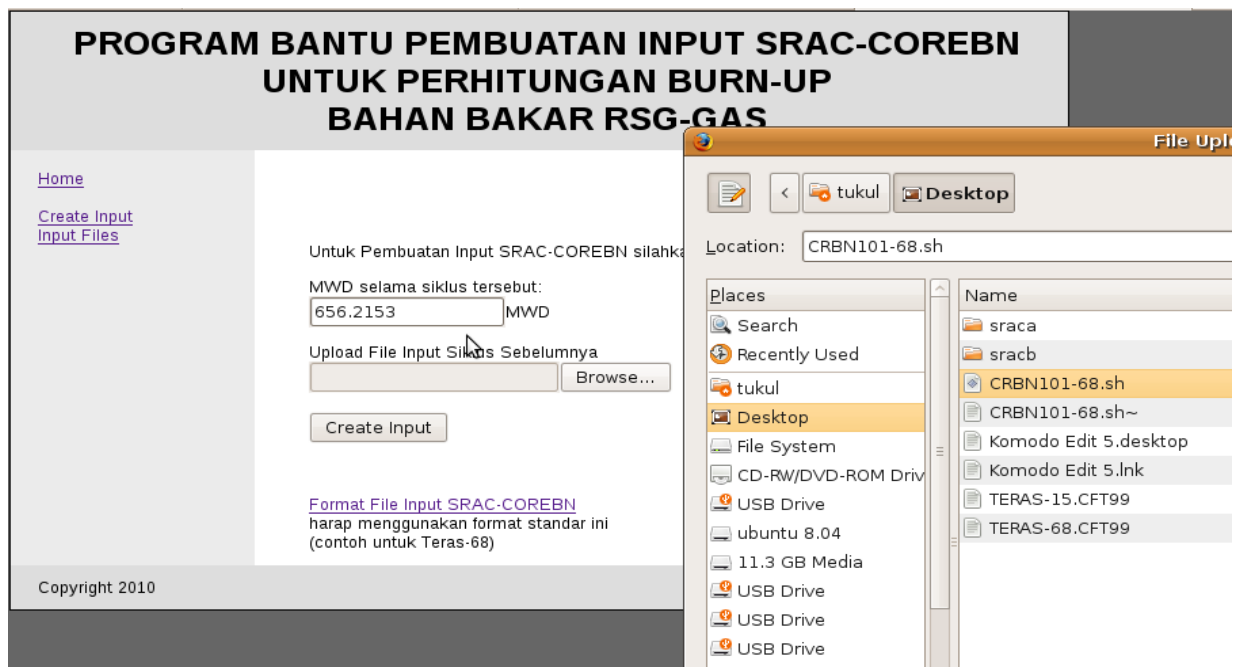 PROGRAM BANTU PEMBUATAN INPUT SRAC-COREBN
UNTUK PERHITUNGAN BURN-UP
BAHAN BAKAR RSG-GAS
Home
Create Input
Input Files
Untuk Pembuatan Input SRAC-COREBN
MWD selama siklus tersebut:
656.2153 MWD
Upload File Input Siklus Sebelumnya
Browse...
Create Input
Format File Input SRAC-COREBN
harap menggunakan format standar ini
(contoh untuk Teras-68)
Copyright 2010
File
tukul
Desktop
Location: CRBN101-68.sh
Places
Search
Recently Used
tukul
Desktop
File System
CD-RW/DVD-ROM
USB Drive
ubuntu 8.04
11.3 GB Media
USB Drive
USB Drive
USB Drive
Name
sraca
sracb
CRBN101-68.sh
CRBN101-68.sh~
Komodo Edit 5.desktop
Komodo Edit 5.lnk
TERAS-15.CFT99
TERAS-68.CFT99